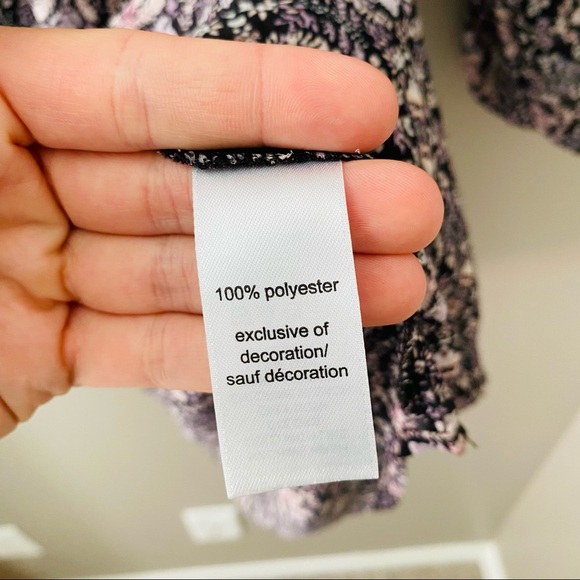 100% polyester
exclusive of
decoration/
sauf décoration